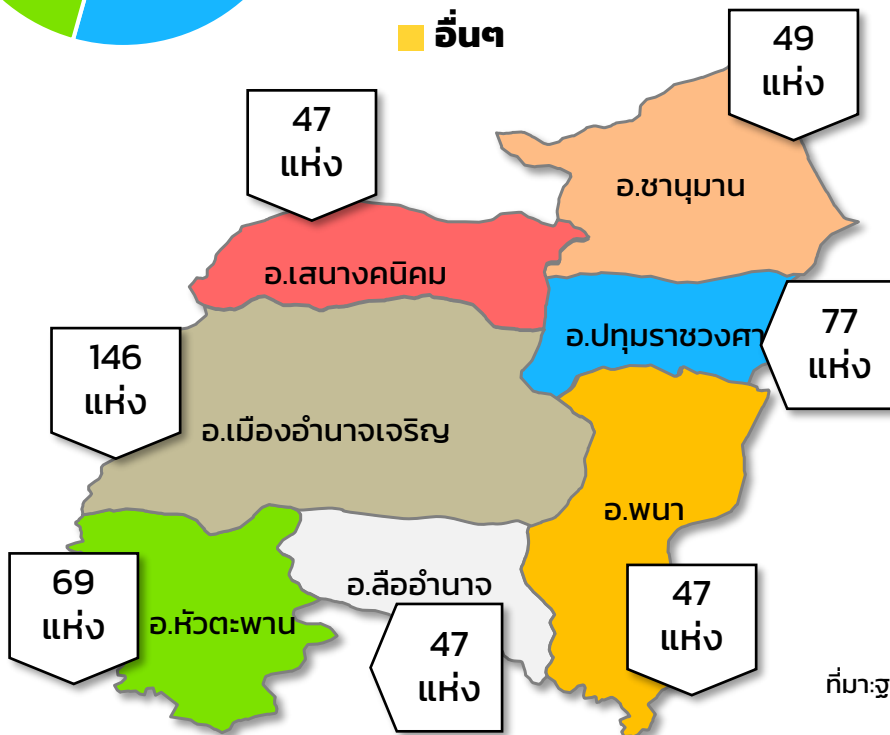 อื่นๆ
49
แห่ง
47
แห่ง
อ.ชานุมาน
อ.เสนางคนิคม
อ.ปทุมราชวงศา
77
แห่ง
146
แห่ง
อ.เมืองอำนาจเจริญ
อ.พนา
69
แห่ง
อ.หัวตะพาน
อ.ลืออำนาจ
47
แห่ง
47
แห่ง
ที่มา:ฐ